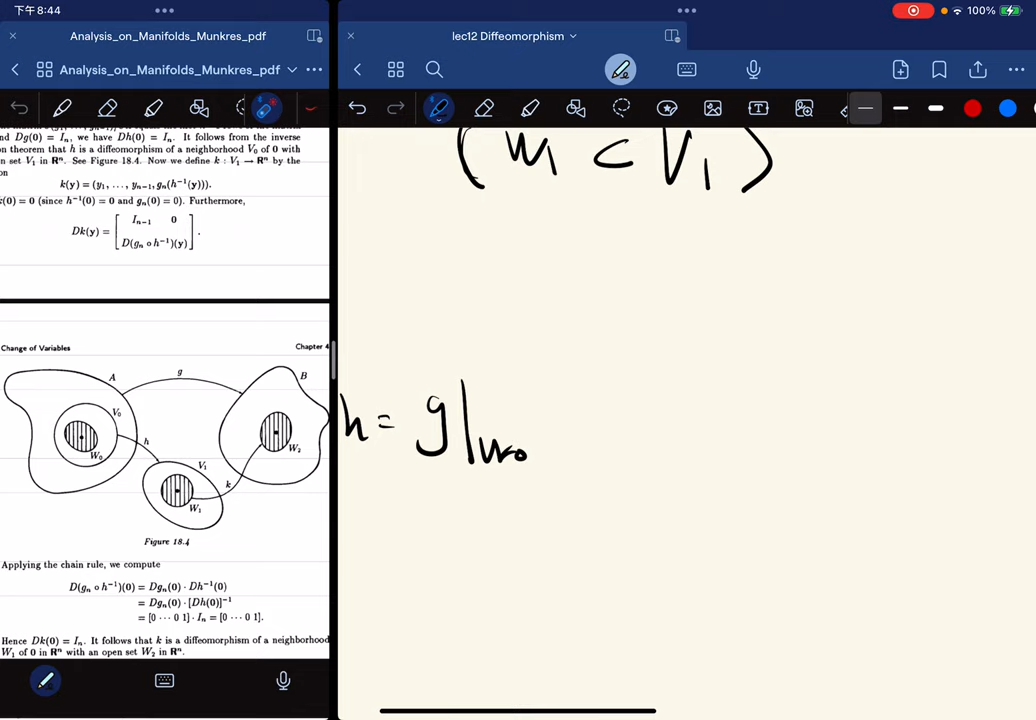 下午8:44
100%
Analysis_on_Manifolds_Munkres_pdf
lec12 Diffeomorphism
Analysis_on_Manifolds_Munkres_pdf
nd Dg(0) = Iₙ, we have Dh(0) = Iₙ. It follows from the inverse
on theorem that h is a diffeomorphism of a neighborhood V₀ of 0 with
n set V₁ in Rⁿ. See Figure 18.4. Now we define k : V₁ → Rⁿ by the
on
k(y) = (y₁, . . . , yₙ₋₁, gₙ(h⁻¹(y))).
k(0) = 0 (since h⁻¹(0) = 0 and gₙ(0) = 0). Furthermore,
Dk(y) = [ Iₙ₋₁ 0
D(gₙ ∘ h⁻¹)(y) ] .
Change of Variables Chapter 4
A g B
V₀ h W₀ V₁ k W₂
W₁
Figure 18.4
Applying the chain rule, we compute
D(gₙ ∘ h⁻¹)(0) = Dgₙ(0) · Dh⁻¹(0)
= Dgₙ(0) · [Dh(0)]⁻¹
= [0 ··· 0 1] · Iₙ = [0 ··· 0 1].
Hence Dk(0) = Iₙ. It follows that k is a diffeomorphism of a neighborhood
W₁ of 0 in Rⁿ with an open set W₂ in Rⁿ.
(W₁ ⊂ V₁)
h = g|W₀